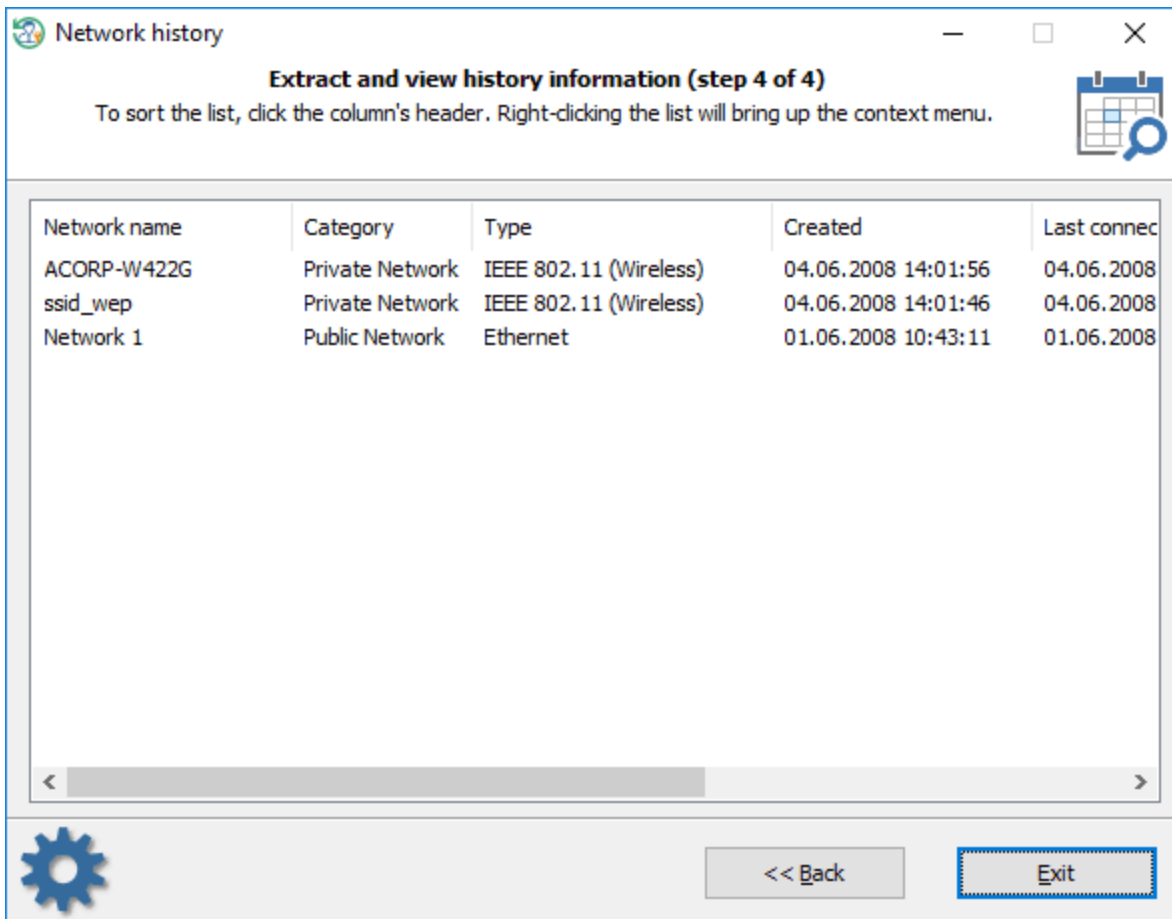 Network history
Extract and view history information (step 4 of 4)
To sort the list, click the column's header. Right-clicking the list will bring up the context menu.
Network name Category Type Created Last connec
ACORP-W422G Private Network IEEE 802.11 (Wireless) 04.06.2008 14:01:56 04.06.2008
ssid_wep Private Network IEEE 802.11 (Wireless) 04.06.2008 14:01:46 04.06.2008
Network 1 Public Network Ethernet 01.06.2008 10:43:11 01.06.2008
<< Back Exit